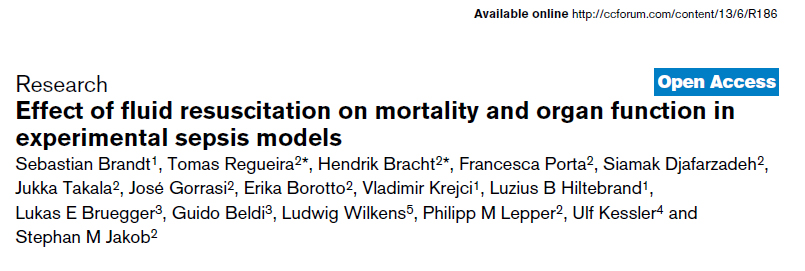 Available online http://ccforum.com/content/13/6/R186
Research
Open Access
Effect of fluid resuscitation on mortality and organ function in
experimental sepsis models
Sebastian Brandt1, Tomas Regueira2*, Hendrik Bracht2*, Francesca Porta2, Siamak Djafarzadeh2,
Jukka Takala2, José Gorrasi2, Erika Borotto2, Vladimir Krejci1, Luzius B Hiltebrand1,
Lukas E Bruegger3, Guido Beldi3, Ludwig Wilkens5, Philipp M Lepper2, Ulf Kessler4 and
Stephan M Jakob2